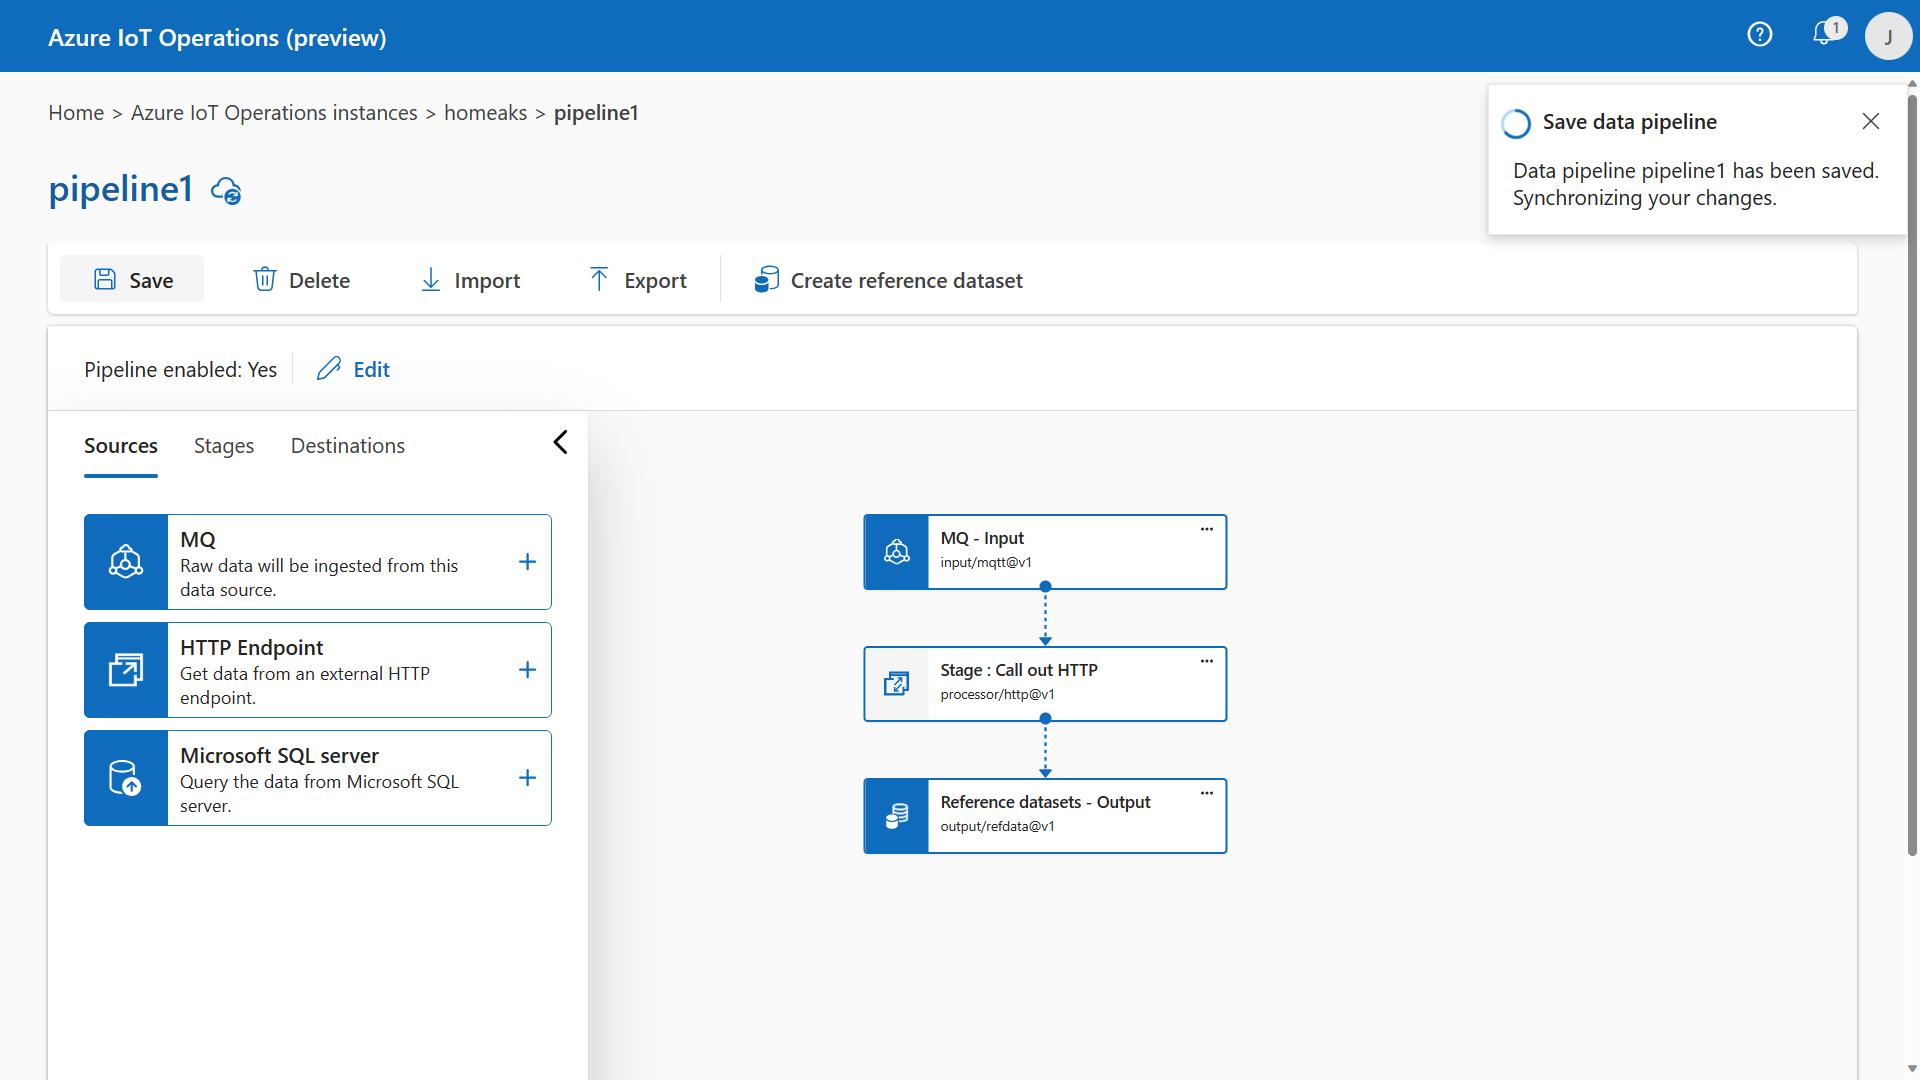 Azure IoT Operations (preview)
1
J
Home > Azure IoT Operations instances > homeaks > pipeline1
Save data pipeline
Data pipeline pipeline1 has been saved.
Synchronizing your changes.
pipeline1
Save
Delete
Import
Export
Create reference dataset
Pipeline enabled: Yes
Edit
Sources
Stages
Destinations
MQ
Raw data will be ingested from this
data source.
HTTP Endpoint
Get data from an external HTTP
endpoint.
Microsoft SQL server
Query the data from Microsoft SQL
server.
MQ - Input
input/mqtt@v1
Stage : Call out HTTP
processor/http@v1
Reference datasets - Output
output/refdata@v1